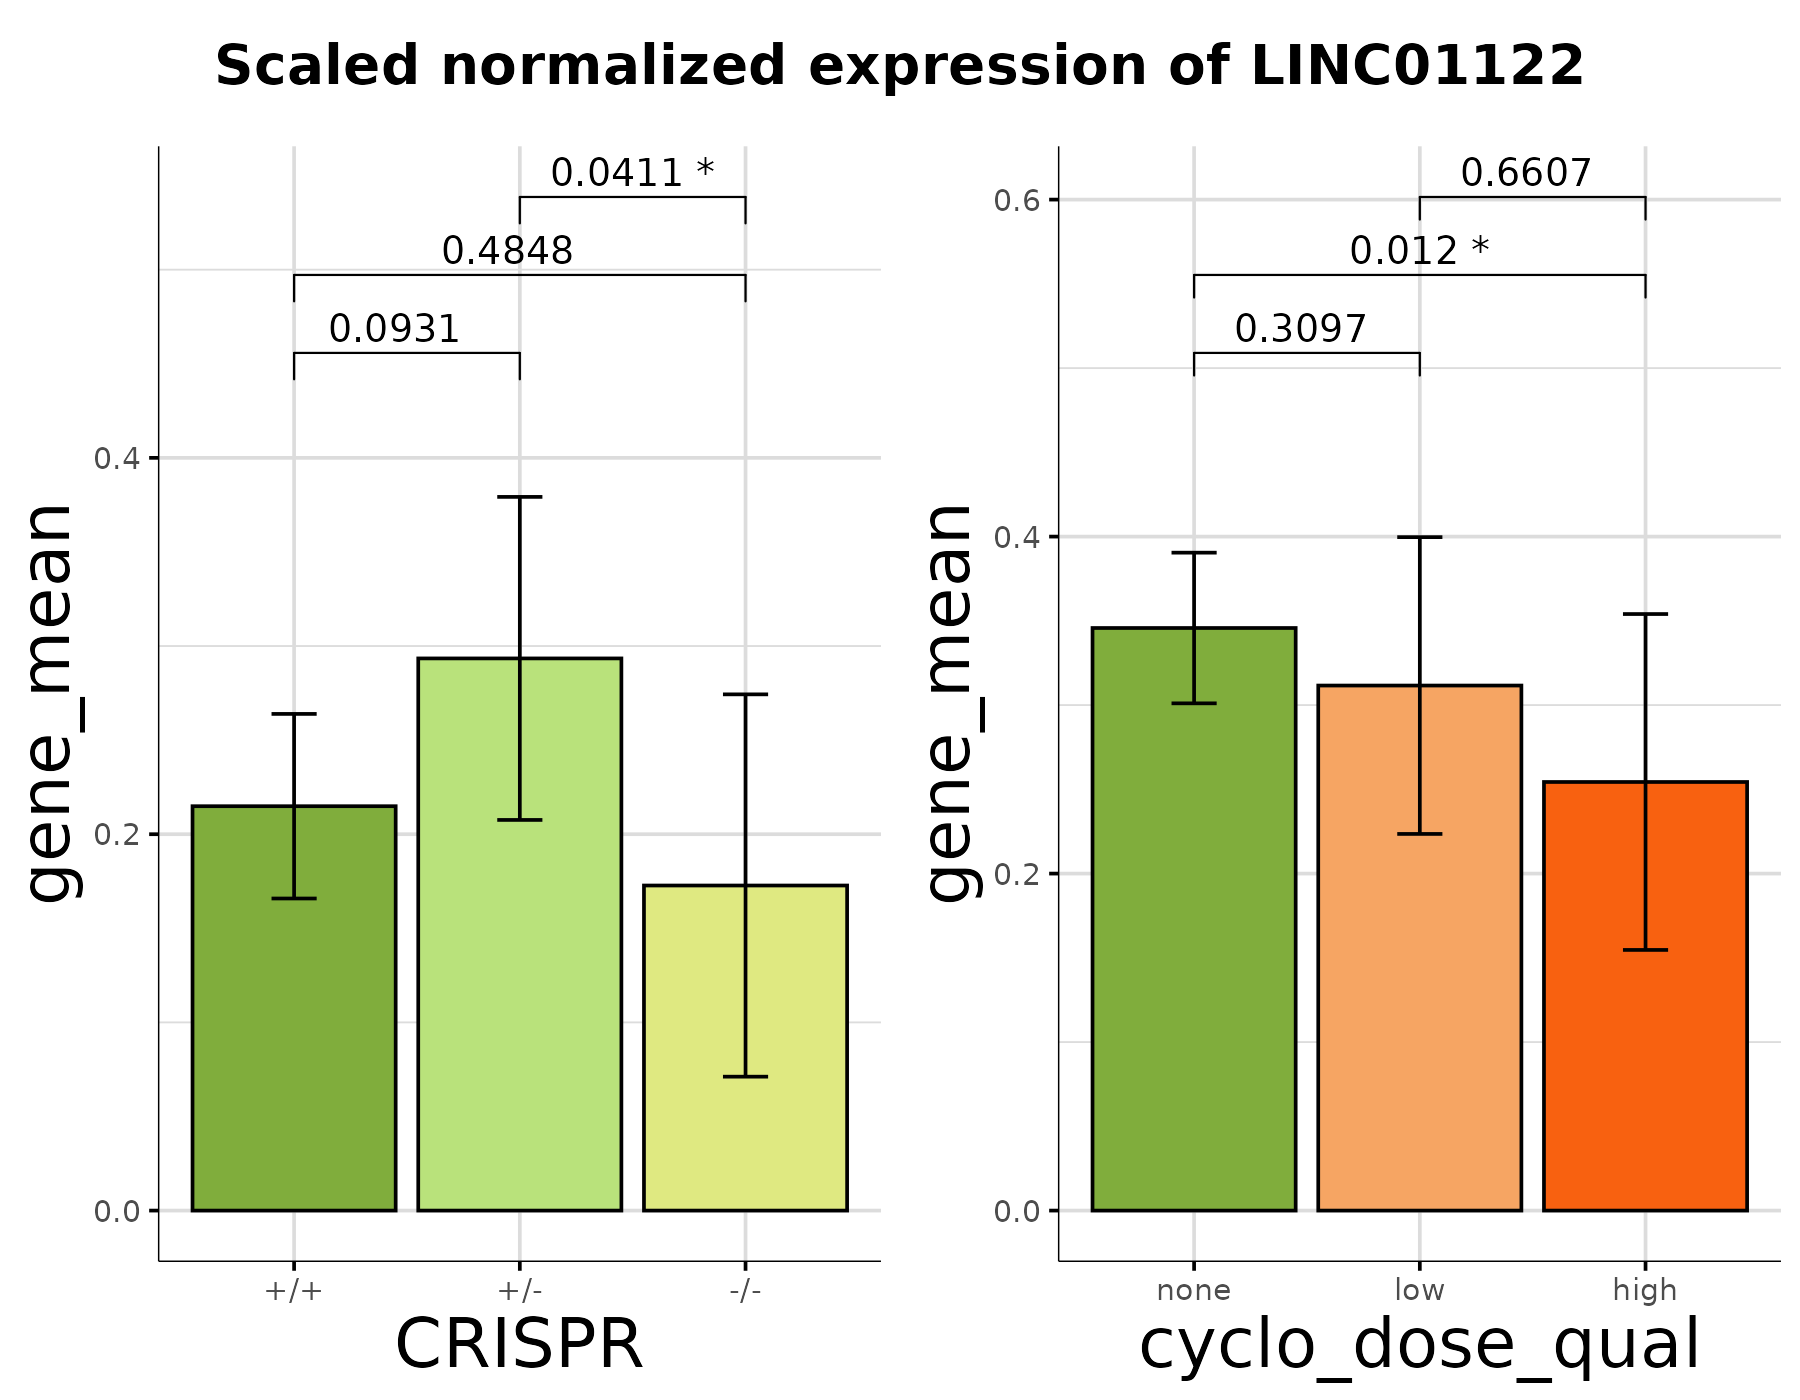 Scaled normalized expression of LINC01122
0.0411 *
0.4848
0.0931
0.4
0.2
0.0
gene_mean
+/+ +/- -/-
CRISPR
0.6607
0.012 *
0.3097
0.6
0.4
0.2
0.0
gene_mean
none low high
cyclo_dose_qual